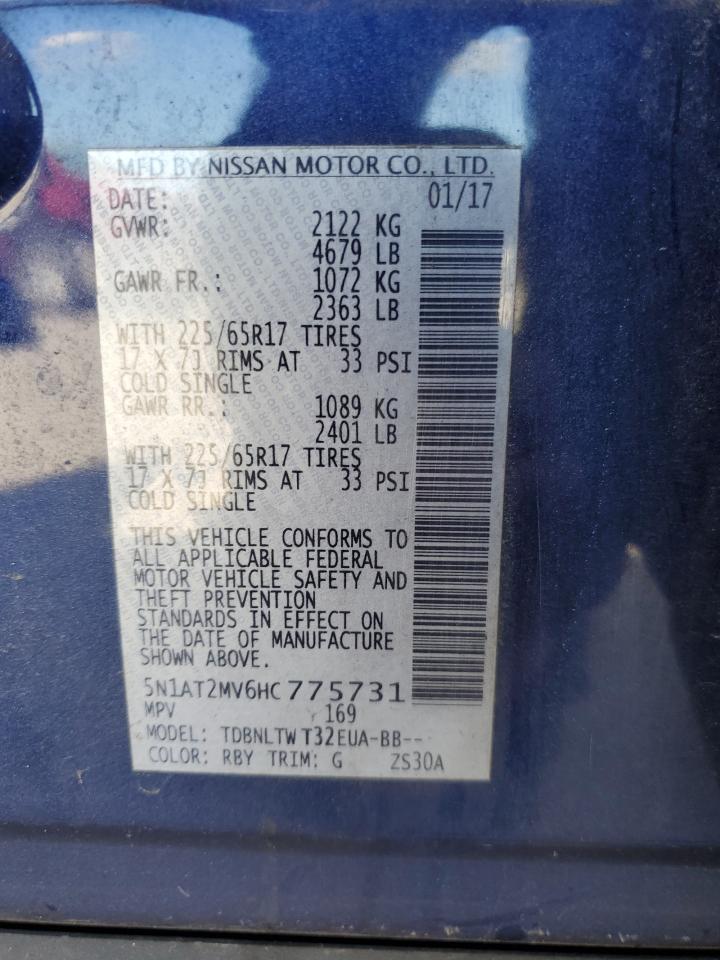 MFD BY NISSAN MOTOR CO., LTD.
DATE: 01/17
GVWR: 2122 KG
4679 LB
GAWR FR.: 1072 KG
2363 LB
WITH 225/65R17 TIRES
17 X 7J RIMS AT 33 PSI
COLD SINGLE
GAWR RR.: 1089 KG
2401 LB
WITH 225/65R17 TIRES
17 X 7J RIMS AT 33 PSI
COLD SINGLE
THIS VEHICLE CONFORMS TO
ALL APPLICABLE FEDERAL
MOTOR VEHICLE SAFETY AND
THEFT PREVENTION
STANDARDS IN EFFECT ON
THE DATE OF MANUFACTURE
SHOWN ABOVE.
5N1AT2MV6HC775731
MPV 169
MODEL: TDBNLTWT32EUA-BB--
COLOR: RBY TRIM: G ZS30A